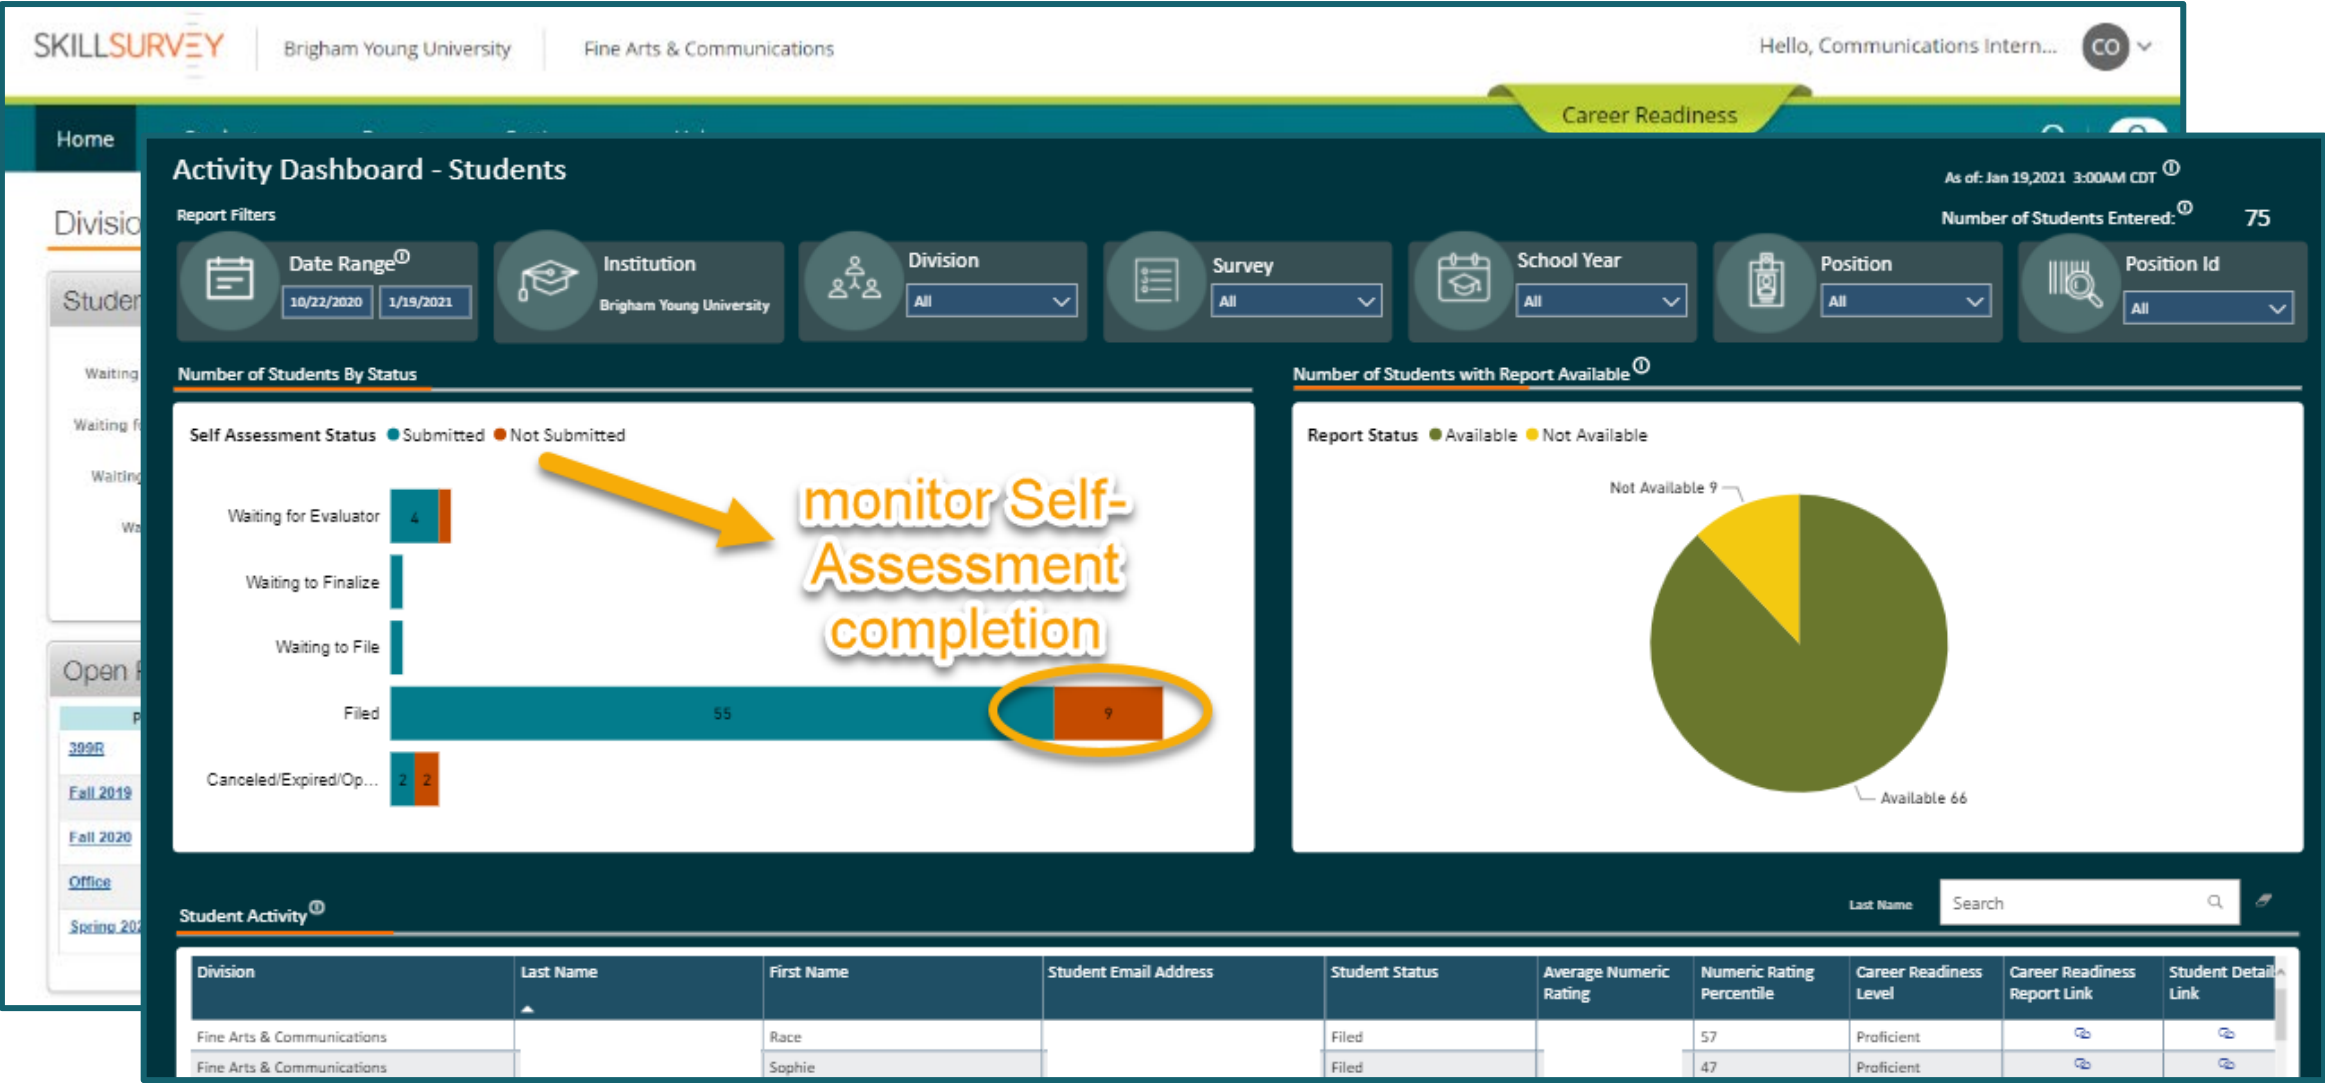 SKILLSURVEY
Brigham Young University
Fine Arts & Communications
Hello, Communications Intern...
CO
Career Readiness
Home
Activity Dashboard - Students
As of: Jan 19,2021 3:00AM CDT
Report Filters
Number of Students Entered: 75
Date Range
10/22/2020 1/19/2021
Institution
Brigham Young University
Division
All
Survey
All
School Year
All
Position
All
Position Id
All
Number of Students By Status
Self Assessment Status Submitted Not Submitted
Waiting for Evaluator 4
Waiting to Finalize
Waiting to File
Filed 55 9
Canceled/Expired/Op... 2 2
monitor Self-
Assessment
completion
Number of Students with Report Available
Report Status Available Not Available
Not Available 9
Available 66
Student Activity
Last Name
Search
Division Last Name First Name Student Email Address Student Status Average Numeric Rating Numeric Rating Percentile Career Readiness Level Career Readiness Report Link Student Detail Link
Fine Arts & Communications Race Filed 57 Proficient
Fine Arts & Communications Sophie Filed 47 Proficient
Waiting
Waiting
Waiting
Open
399R
Fall 2019
Fall 2020
Office
Spring